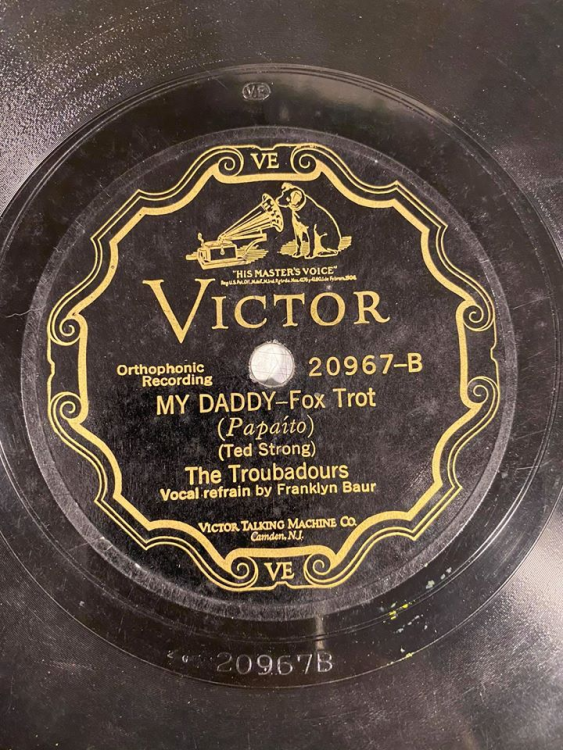 VE
VE
"HIS MASTER'S VOICE"
VICTOR
Orthophonic
Recording
20967-B
MY DADDY-Fox Trot
(Papaíto)
(Ted Strong)
The Troubadours
Vocal refrain by Franklyn Baur
VICTOR TALKING MACHINE CO.
Camden, N.J.
VE
20967B